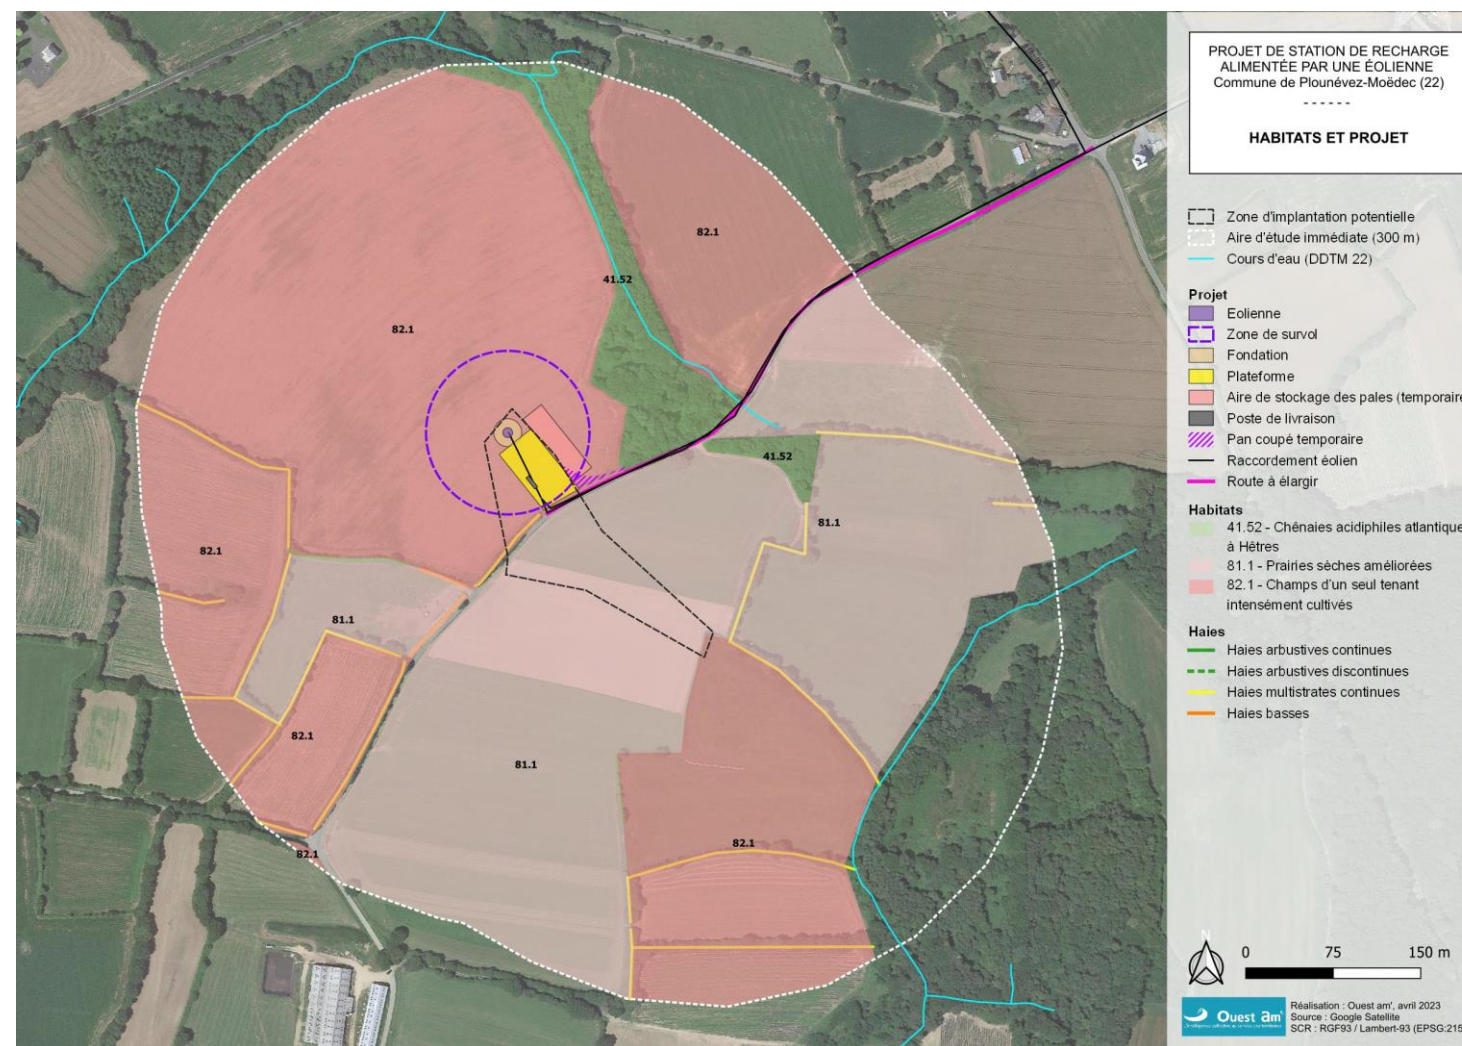 PROJET DE STATION DE RECHARGE
ALIMENTÉE PAR UNE ÉOLIENNE
Commune de Plounévez-Moëdec (22)
------
HABITATS ET PROJET
Zone d'implantation potentielle
Aire d'étude immédiate (300 m)
Cours d'eau (DDTM 22)
Projet
Eolienne
Zone de survol
Fondation
Plateforme
Aire de stockage des pales (temporaire
Poste de livraison
Pan coupé temporaire
Raccordement éolien
Route à élargir
Habitats
41.52 - Chênaies acidiphiles atlantique
à Hêtres
81.1 - Prairies sèches améliorées
82.1 - Champs d'un seul tenant
intensément cultivés
Haies
Haies arbustives continues
Haies arbustives discontinues
Haies multistrates continues
Haies basses
82.1
41.52
82.1
41.52
81.1
82.1
81.1
82.1
81.1
82.1
82.1
N
0 75 150 m
Ouest am'
Réalisation : Ouest am', avril 2023
Source : Google Satellite
SCR : RGF93 / Lambert-93 (EPSG:215